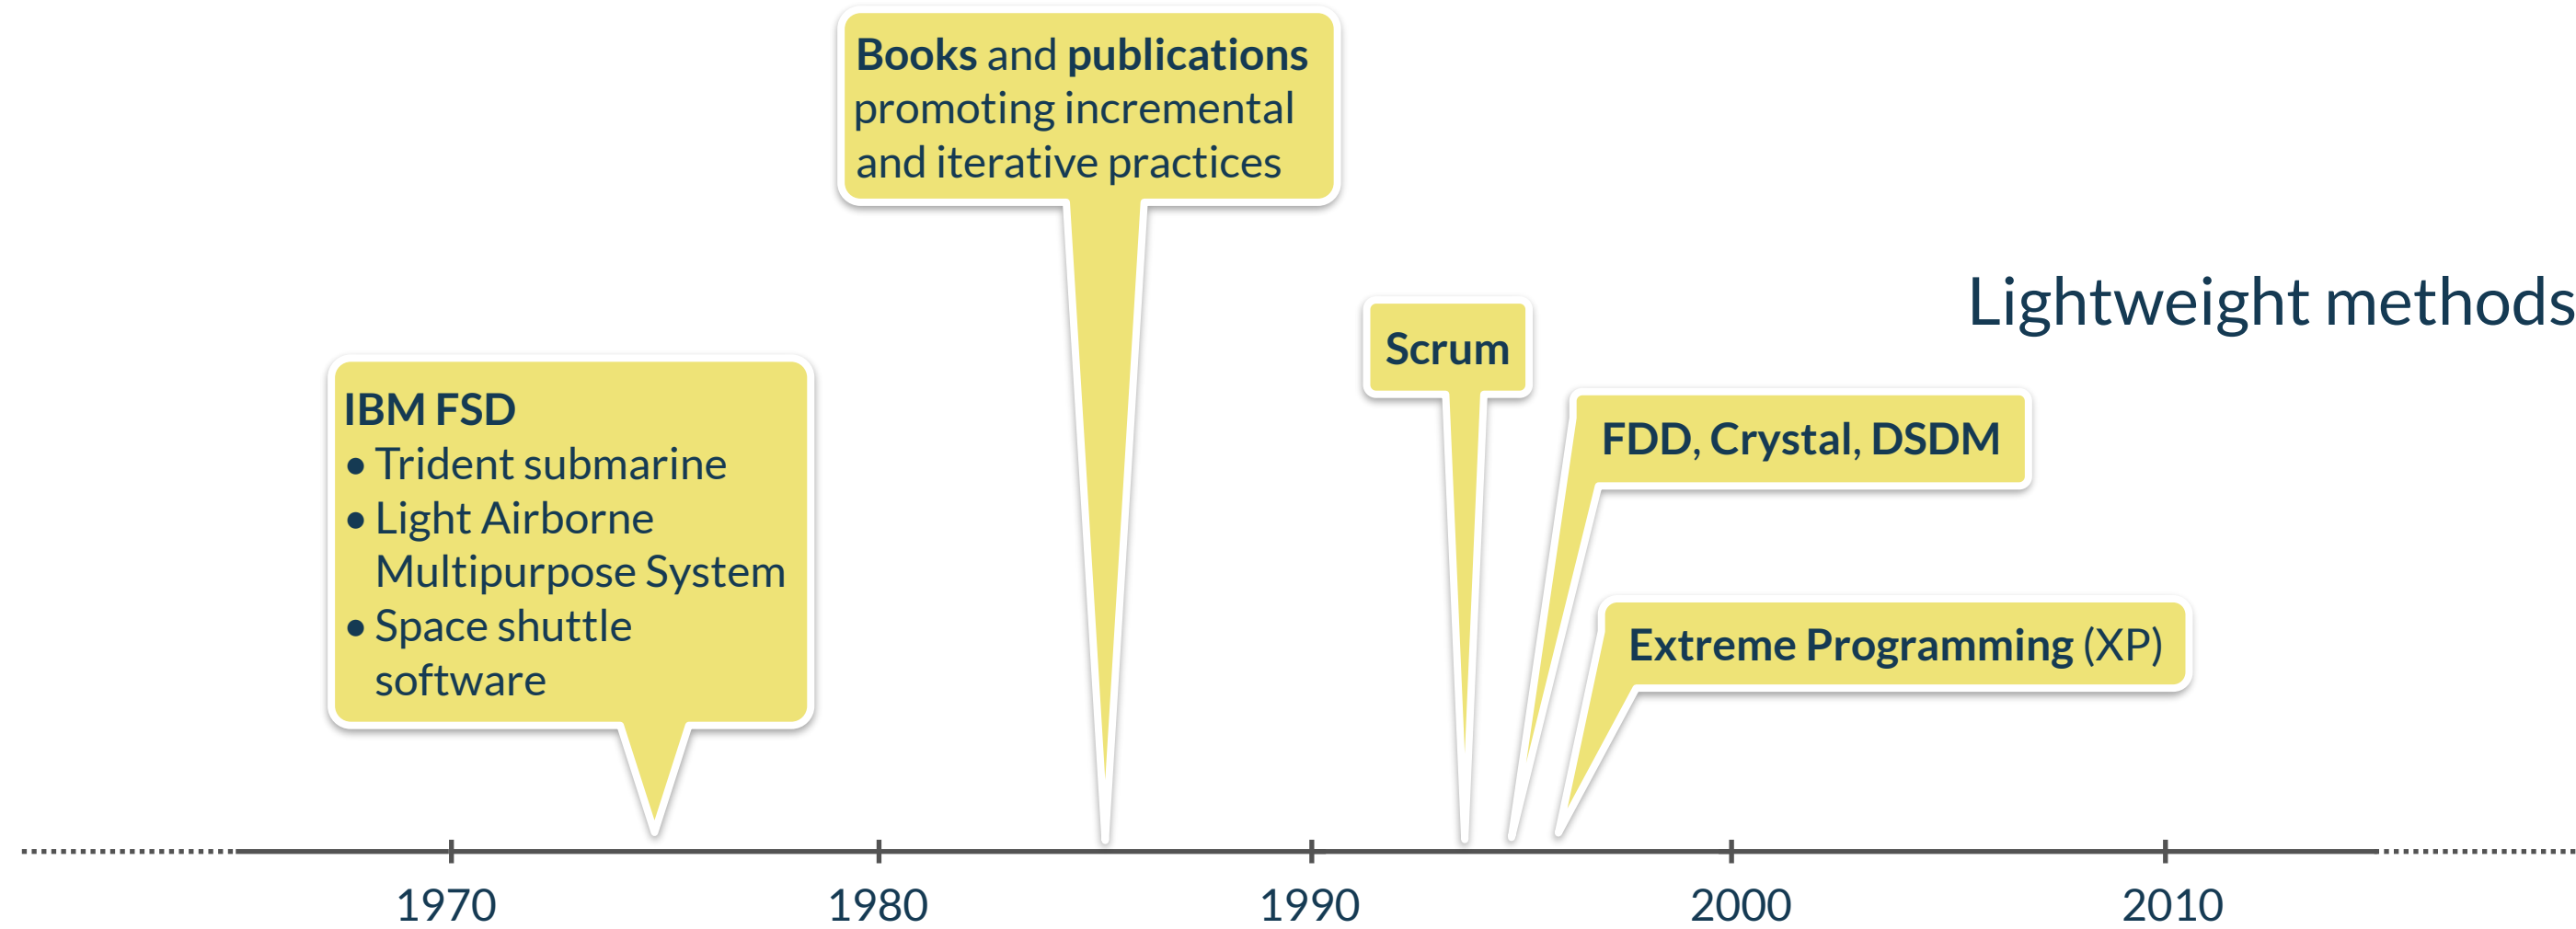 Books and publications
promoting incremental
and iterative practices
Lightweight methods
Scrum
IBM FSD
• Trident submarine
• Light Airborne
Multipurpose System
• Space shuttle
software
FDD, Crystal, DSDM
Extreme Programming (XP)
1970
1980
1990
2000
2010